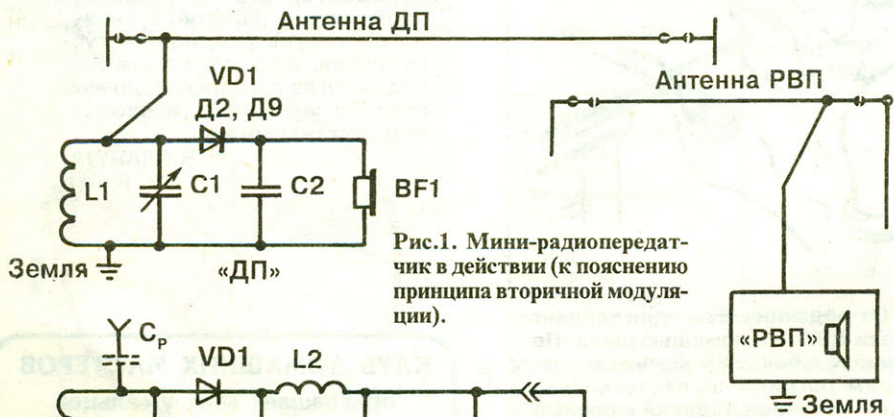 Антенна ДП
VD1
Д2, Д9
L1
C1
C2
BF1
Земля
«ДП»
Антенна РВП
Рис.1. Мини-радиопередат-
чик в действии (к пояснению
принципа вторичной модуля-
ции).
«РВП»
Земля
Cр
VD1
L2